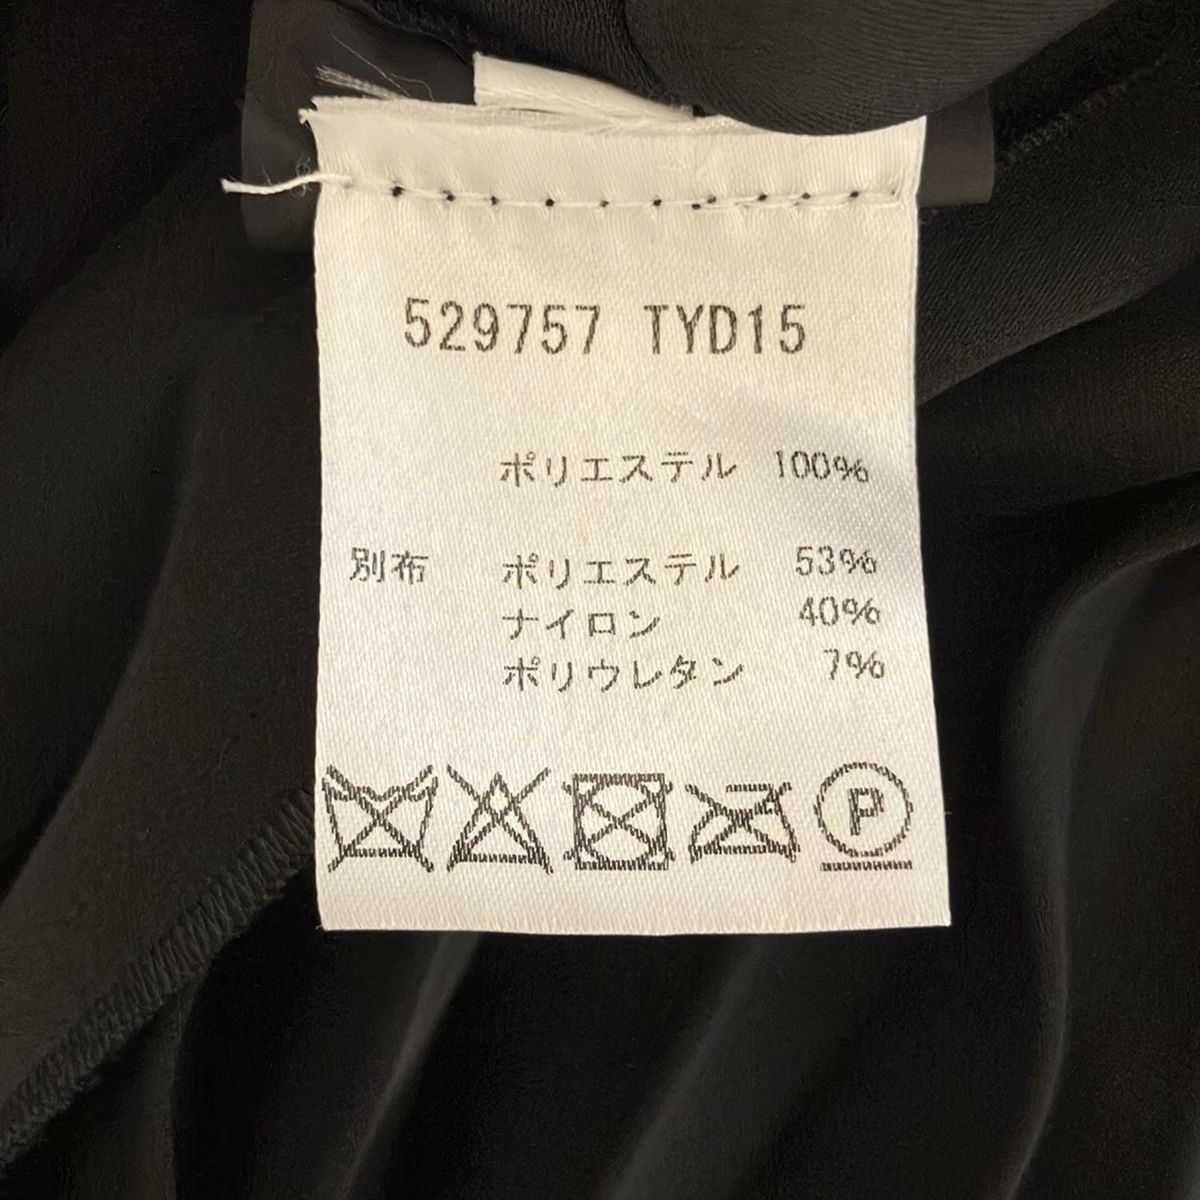 529757 TYD15
ポリエステル 100%
別布 ポリエステル 53%
ナイロン 40%
ポリウレタン 7%
P